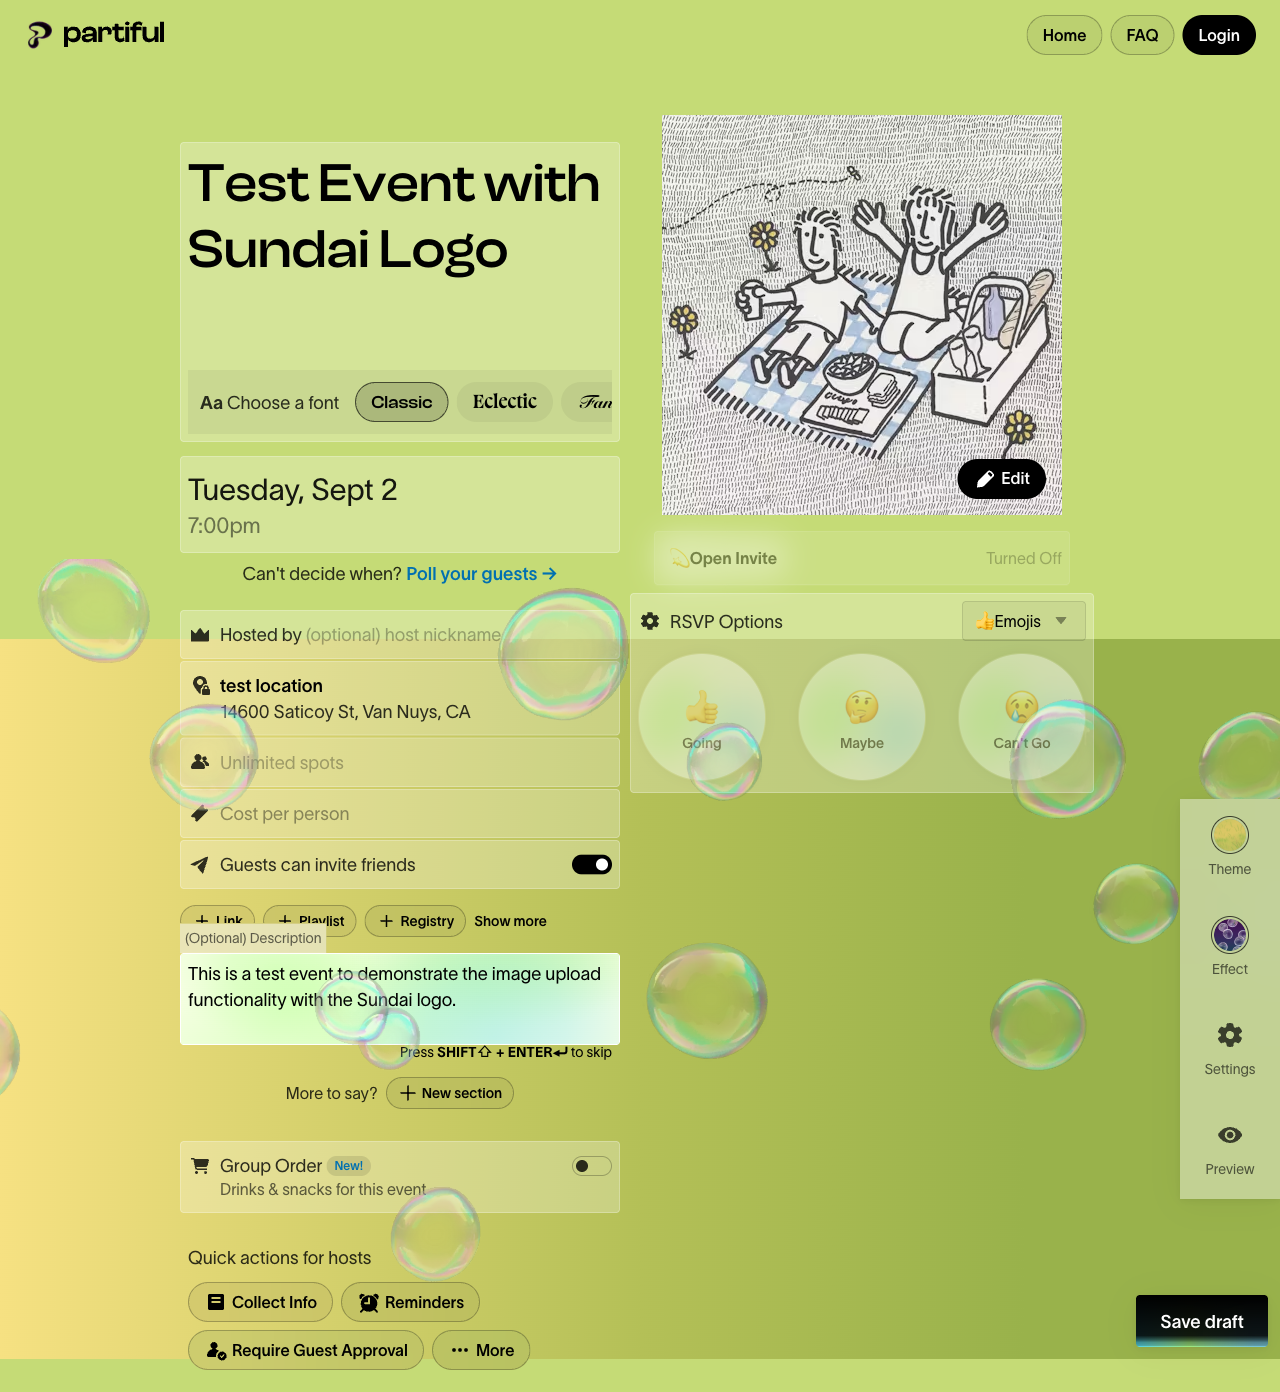 partiful
Home
FAQ
Login
Test Event with
Sundai Logo
Aa Choose a font
Classic
Eclectic
Tuesday, Sept 2
7:00pm
Can't decide when? Poll your guests →
Hosted by (optional) host nickname
test location
14600 Saticoy St, Van Nuys, CA
Unlimited spots
Cost per person
Guests can invite friends
Link
Playlist
Registry
Show more
(Optional) Description
This is a test event to demonstrate the image upload
functionality with the Sundai logo.
Press SHIFT + ENTER to skip
More to say?
New section
Group Order New!
Drinks & snacks for this event
Quick actions for hosts
Collect Info
Reminders
Require Guest Approval
More
Edit
Open Invite
Turned Off
RSVP Options
👍Emojis
Going
Maybe
Can't Go
Theme
Effect
Settings
Preview
Save draft